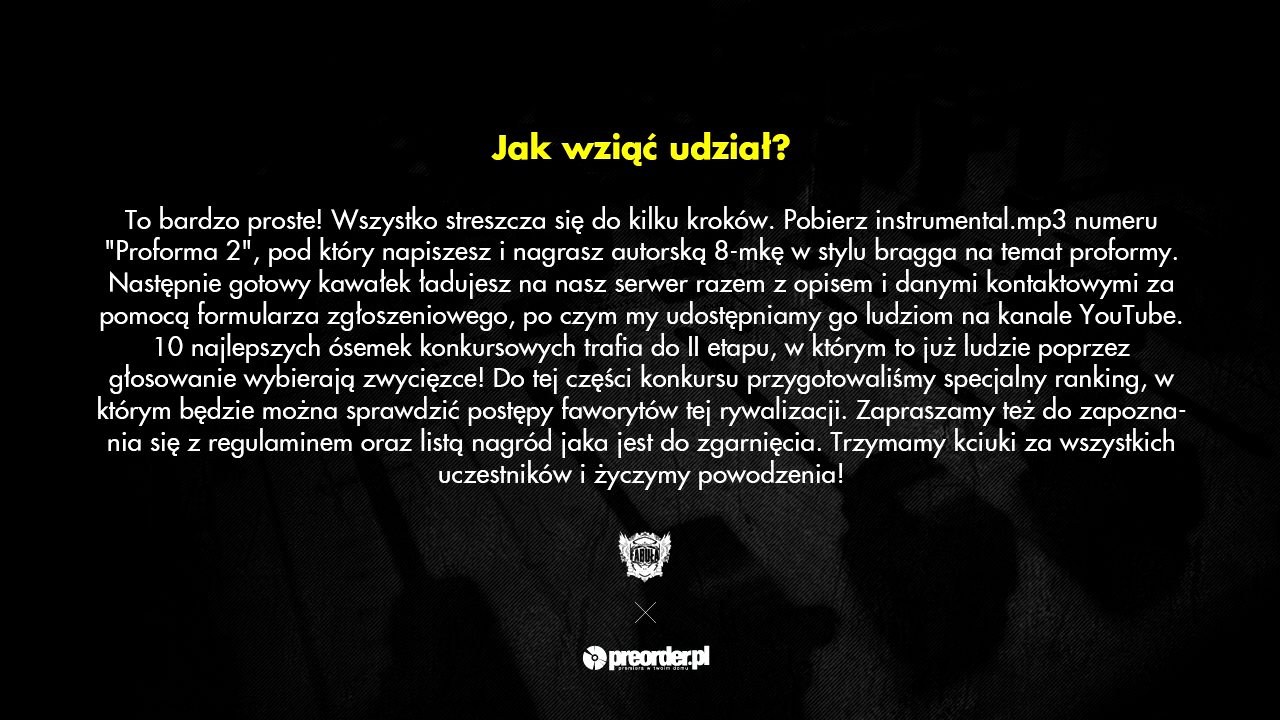 Jak wziąć udział?
To bardzo proste! Wszystko streszcza się do kilku kroków. Pobierz instrumental.mp3 numeru
"Proforma 2", pod który napiszesz i nagrasz autorską 8-mkę w stylu bragga na temat proformy.
Następnie gotowy kawałek ładujesz na nasz serwer razem z opisem i danymi kontaktowymi za
pomocą formularza zgłoszeniowego, po czym my udostępniamy go ludziom na kanale YouTube.
10 najlepszych ósemek konkursowych trafia do II etapu, w którym to już ludzie poprzez
głosowanie wybierają zwycięzce! Do tej części konkursu przygotowaliśmy specjalny ranking, w
którym będzie można sprawdzić postępy faworytów tej rywalizacji. Zapraszamy też do zapozna-
nia się z regulaminem oraz listą nagród jaka jest do zgarnięcia. Trzymamy kciuki za wszystkich
uczestników i życzymy powodzenia!
FABUŁA
preorder.pl
premiera w twoim domu